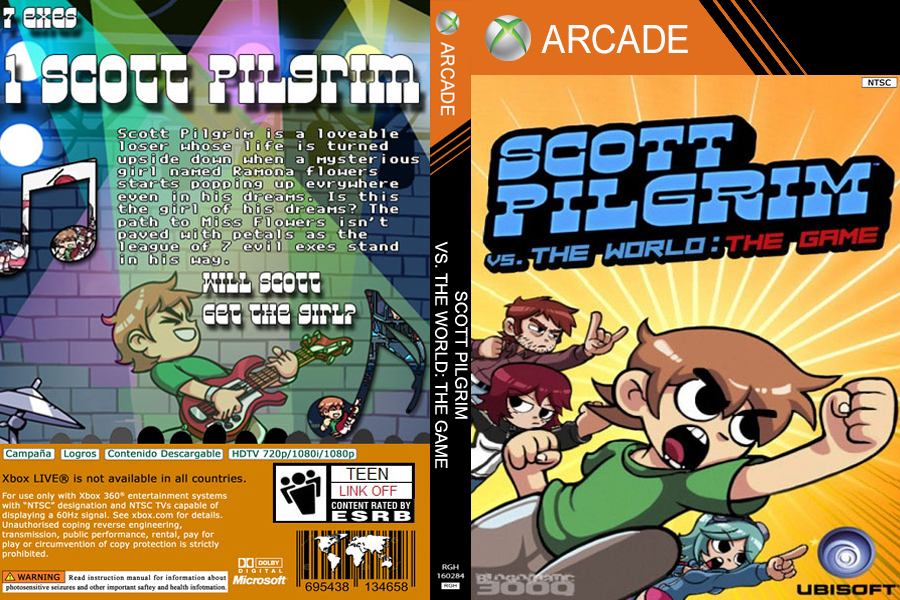 7 exes
1 SCOTT PILGRIM
Scott Pilgrim is a loveable
loser whose life is turned
upside down when a mysterious
girl named Ramona flowers
starts popping up evrywhere
even in his dreams. Is this
the girl of his dreams? The
path to Miss Flowers isn't
paved with petals as the
league of 7 evil exes stand
in his way.
WILL SCOTT
GET THE GIRL?
Campaña
Logros
Contenido Descargable
HDTV 720p/1080i/1080p
Xbox LIVE® is not available in all countries.
For use only with Xbox 360® entertainment systems
with "NTSC" designation and NTSC TVs capable of
displaying a 60Hz signal. See xbox.com for details.
Unauthorised coping reverse engineering,
transmission, public performance, rental, pay for
play or circumvention of copy protection is strictly
prohibited.
WARNING Read instruction manual for information about
photosensitive seizures and other important saftey and health infotmation
DOLBY
DIGITAL
Microsoft
TEEN
LINK OFF
CONTENT RATED BY
ESRB
695438 134658
ARCADE
SCOTT PILGRIM
VS. THE WORLD: THE GAME
RGH
160284
RGH
ARCADE
NTSC
SCOTT
PILGRIM™
VS. THE WORLD: THE GAME
BLOGOMATIC
3000
UBISOFT